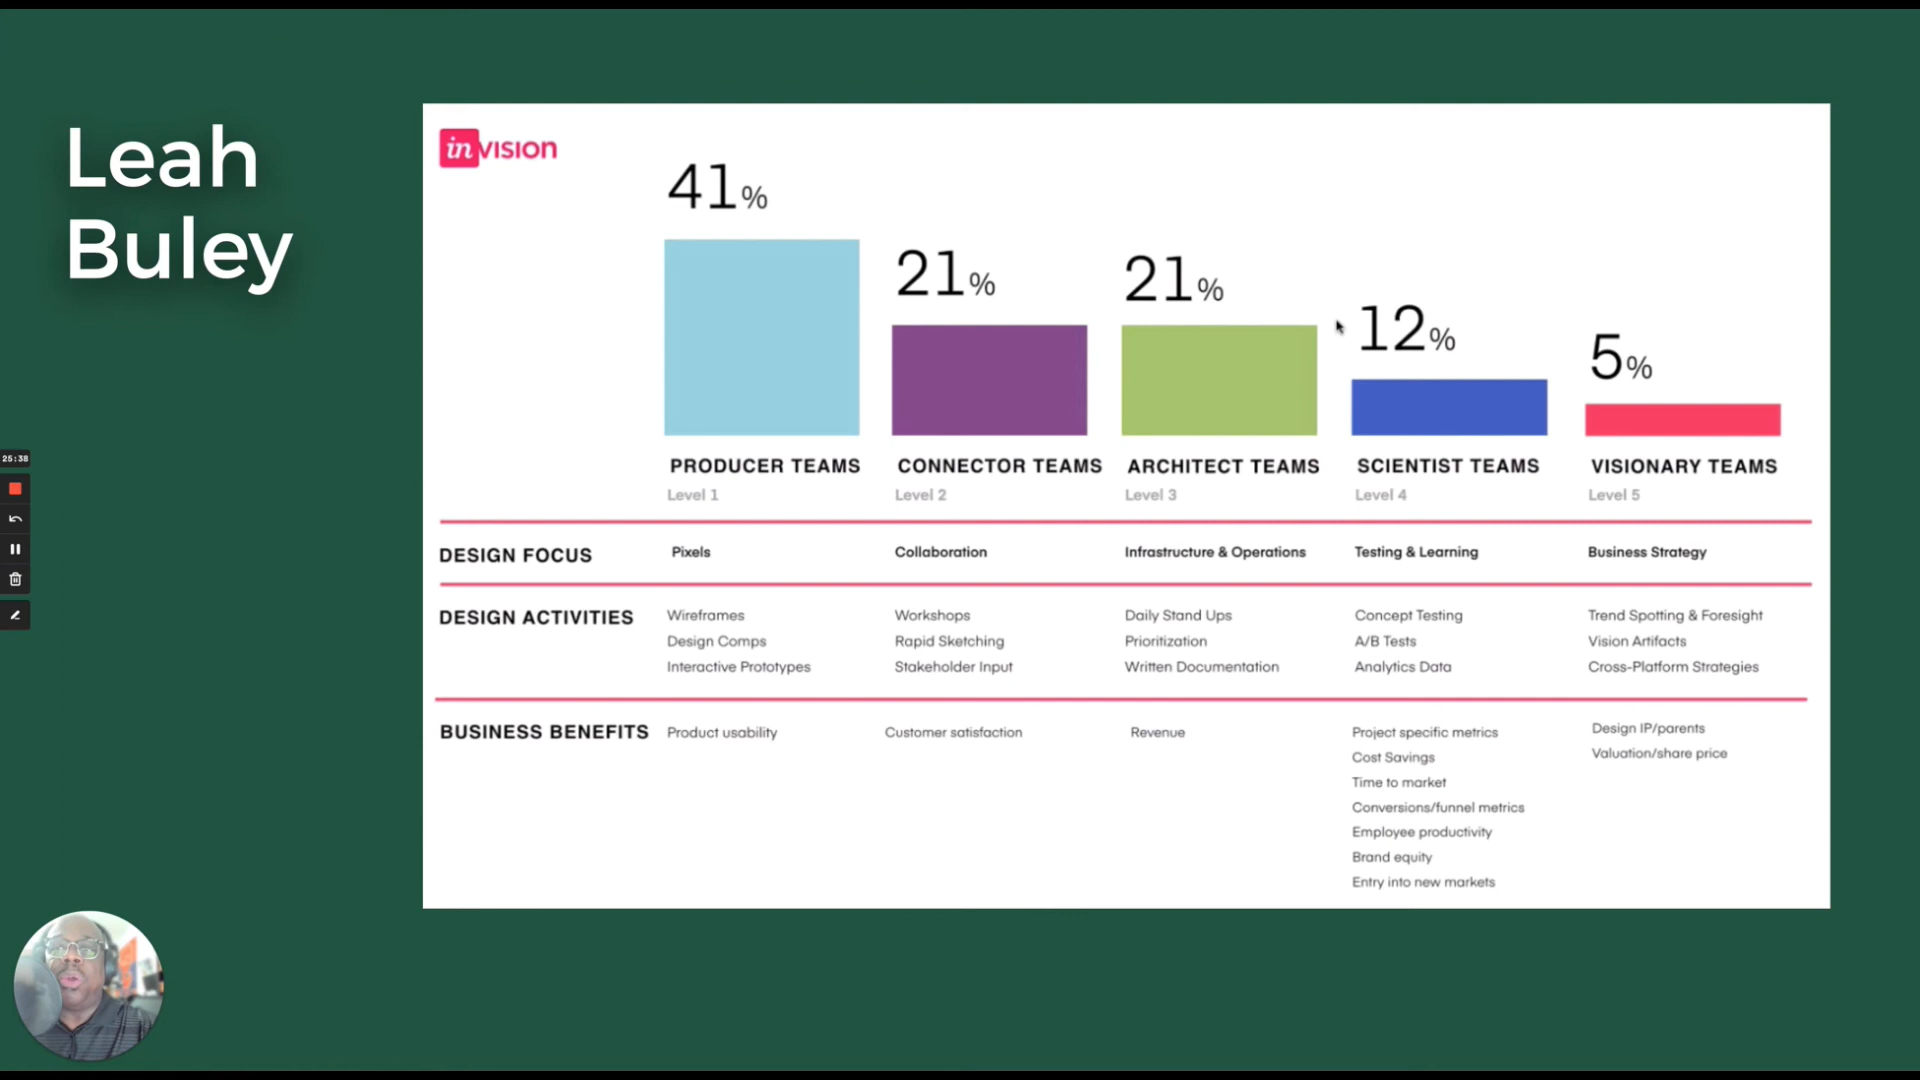 Leah
Buley
invision
41%
21%
21%
12%
5%
PRODUCER TEAMS
CONNECTOR TEAMS
ARCHITECT TEAMS
SCIENTIST TEAMS
VISIONARY TEAMS
Level 1
Level 2
Level 3
Level 4
Level 5
DESIGN FOCUS
Pixels
Collaboration
Infrastructure & Operations
Testing & Learning
Business Strategy
DESIGN ACTIVITIES
Wireframes
Design Comps
Interactive Prototypes
Workshops
Rapid Sketching
Stakeholder Input
Daily Stand Ups
Prioritization
Written Documentation
Concept Testing
A/B Tests
Analytics Data
Trend Spotting & Foresight
Vision Artifacts
Cross-Platform Strategies
BUSINESS BENEFITS
Product usability
Customer satisfaction
Revenue
Project specific metrics
Cost Savings
Time to market
Conversions/funnel metrics
Employee productivity
Brand equity
Entry into new markets
Design IP/parents
Valuation/share price
25:38